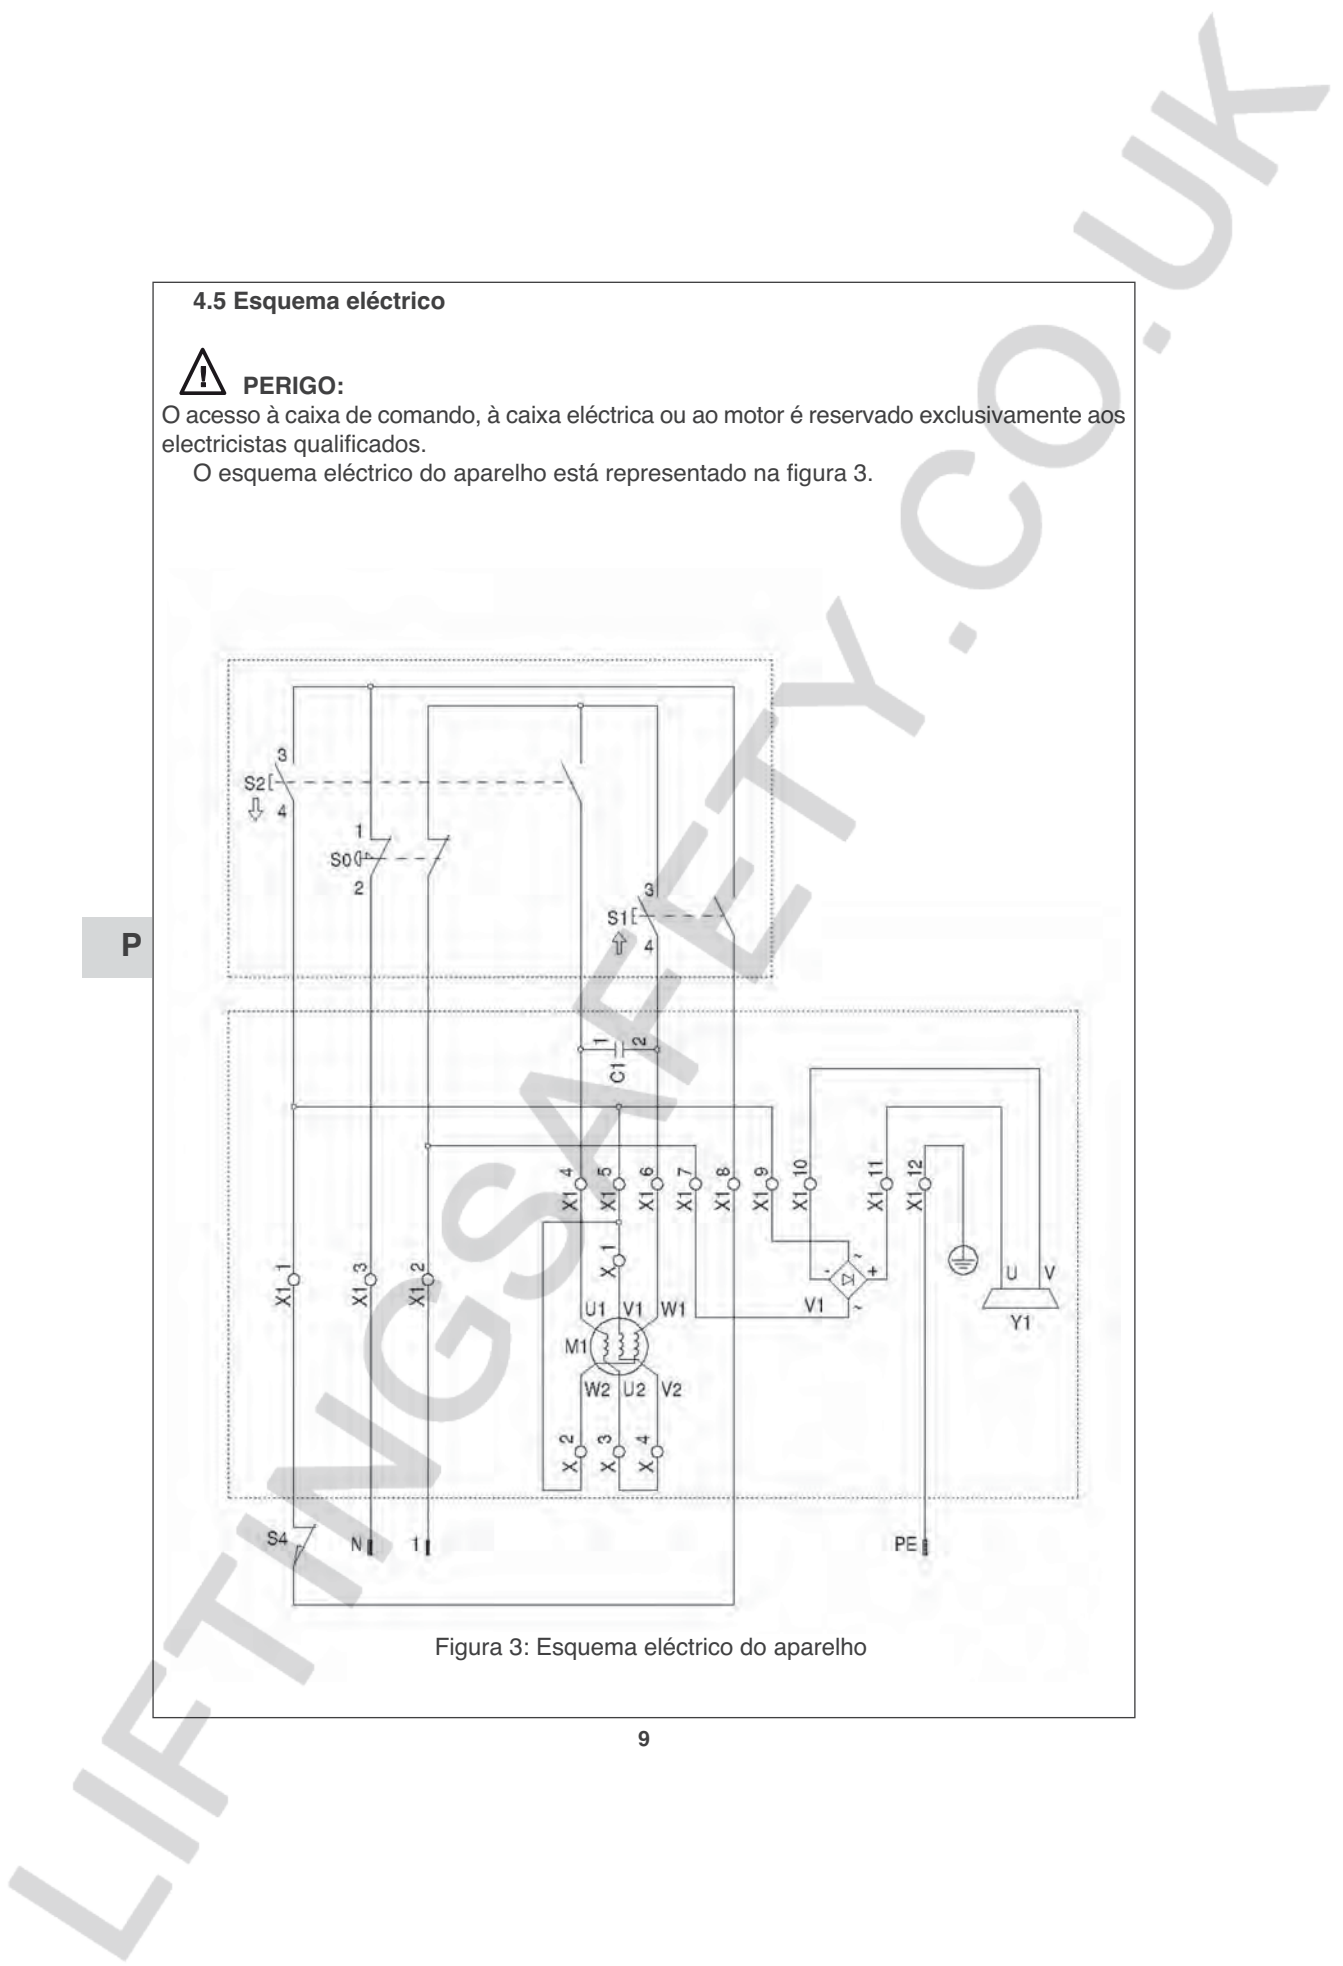 4.5 Esquema eléctrico
PERIGO:
O acesso à caixa de comando, à caixa eléctrica ou ao motor é reservado exclusivamente aos
electricistas qualificados.
O esquema eléctrico do aparelho está representado na figura 3.
3
S2
4
1
S0
2
3
S1
4
P
1 2
C1
X1 4
X1 5
X1 6
X1 7
X1 8
X1 9
X1 10
X1 11
X1 12
X1 1
X1 3
X1 2
X 1
- ~ + ~
V1
U V
Y1
U1 V1 W1
M1
W2 U2 V2
X 2
X 3
X 4
S4
N
1
PE
Figura 3: Esquema eléctrico do aparelho
9
LIFTINGSAFETY.CO.UK